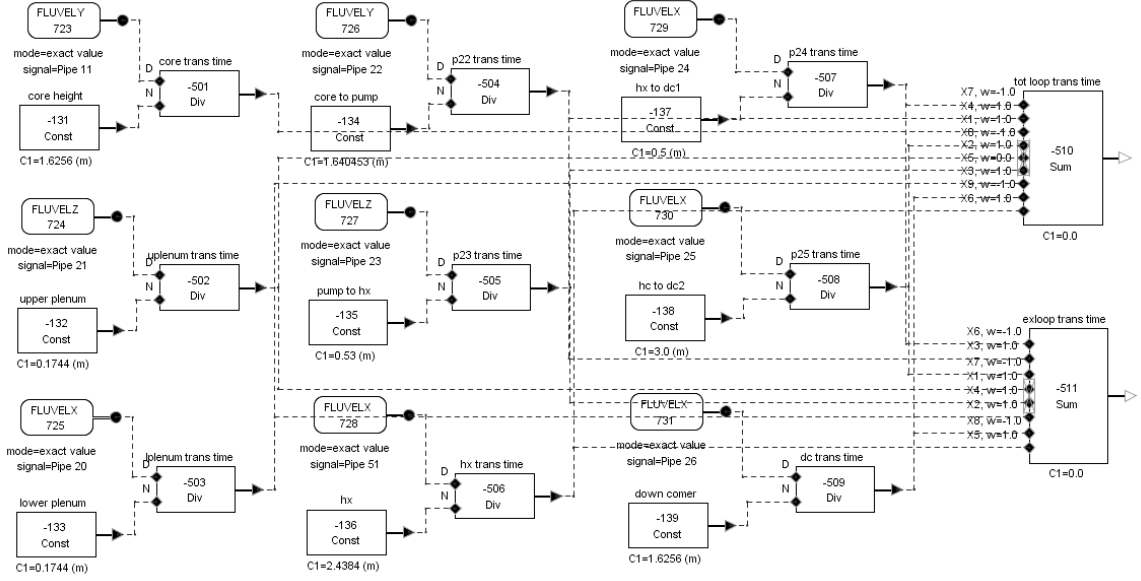 FLUVELY
723
mode=exact value
signal=Pipe 11
core height
-131
Const
C1=1.6256 (m)
core trans time
D
N
-501
Div
FLUVELY
726
mode=exact value
signal=Pipe 22
core to pump
-134
Const
C1=1.640453 (m)
p22 trans time
D
N
-504
Div
FLUVELX
729
mode=exact value
signal=Pipe 24
hx to dc1
-137
Const
C1=0.5 (m)
p24 trans time
D
N
-507
Div
tot loop trans time
X7, w=-1.0
X4, w=1.0
X1, w=1.0
X8, w=-1.0
X2, w=1.0
X5, w=0.0
X3, w=1.0
X9, w=-1.0
X6, w=1.0
-510
Sum
C1=0.0
FLUVELZ
724
mode=exact value
signal=Pipe 21
upper plenum
-132
Const
C1=0.1744 (m)
uplenum trans time
D
N
-502
Div
FLUVELZ
727
mode=exact value
signal=Pipe 23
pump to hx
-135
Const
C1=0.53 (m)
p23 trans time
D
N
-505
Div
FLUVELX
730
mode=exact value
signal=Pipe 25
hc to dc2
-138
Const
C1=3.0 (m)
p25 trans time
D
N
-508
Div
exloop trans time
X6, w=-1.0
X3, w=1.0
X7, w=-1.0
X1, w=1.0
X4, w=1.0
X2, w=1.0
X8, w=-1.0
X5, w=1.0
-511
Sum
C1=0.0
FLUVELX
725
mode=exact value
signal=Pipe 20
lower plenum
-133
Const
C1=0.1744 (m)
lplenum trans time
D
N
-503
Div
FLUVELX
728
mode=exact value
signal=Pipe 51
hx
-136
Const
C1=2.4384 (m)
hx trans time
D
N
-506
Div
FLUVELX
731
mode=exact value
signal=Pipe 26
down comer
-139
Const
C1=1.6256 (m)
dc trans time
D
N
-509
Div